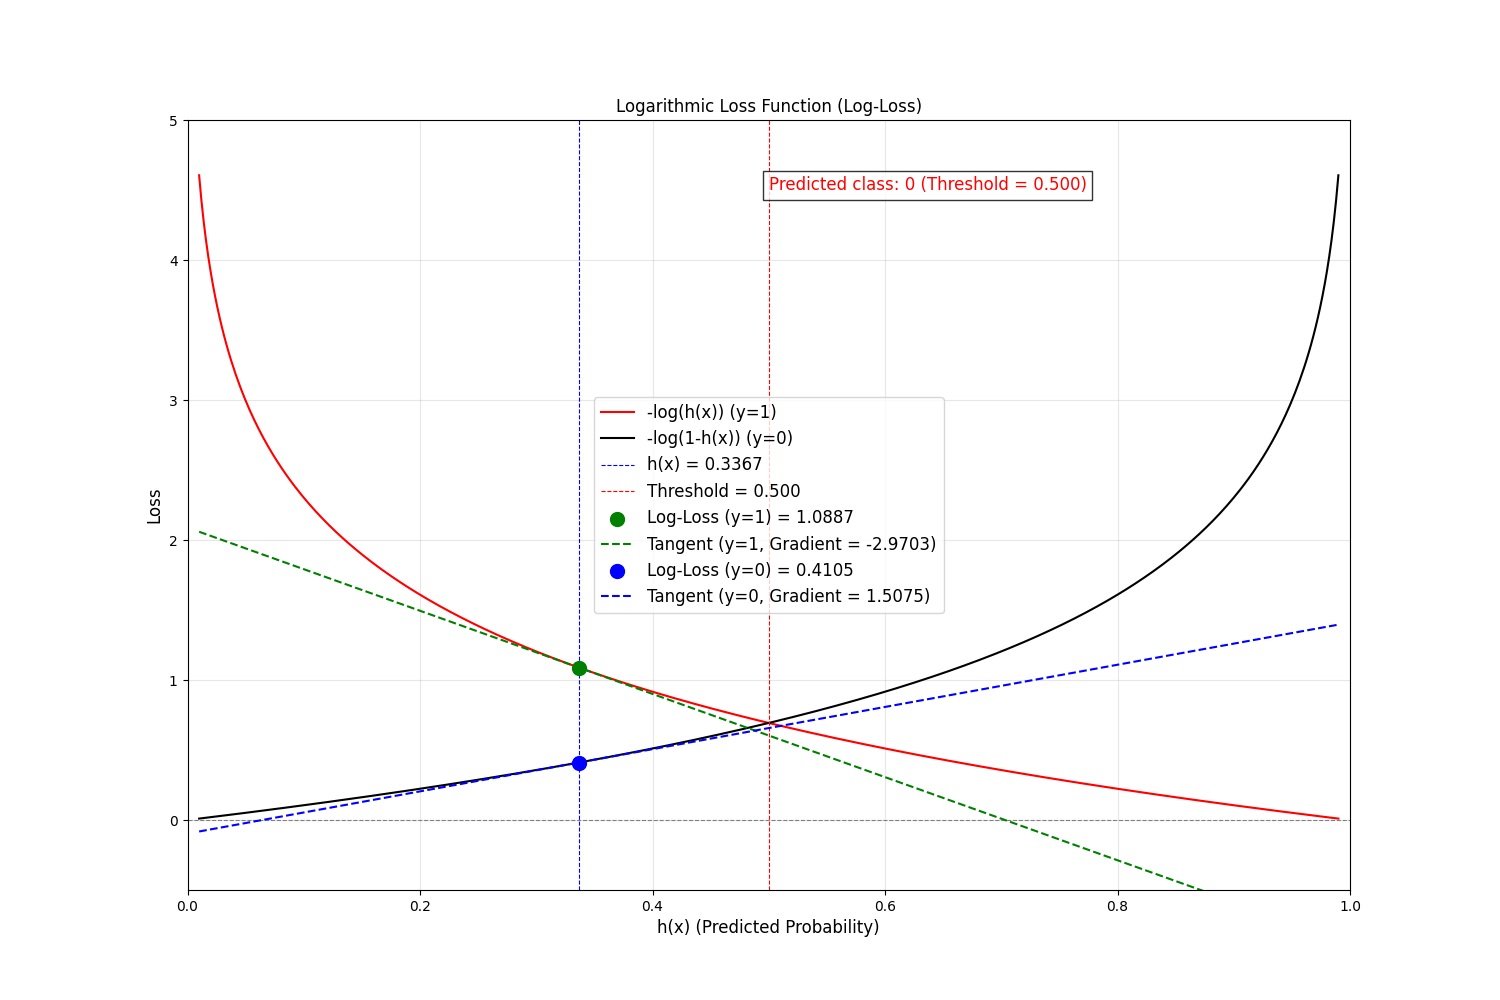 Logarithmic Loss Function (Log-Loss)
5
4
3
2
1
0
Loss
Predicted class: 0 (Threshold = 0.500)
-log(h(x)) (y=1)
-log(1-h(x)) (y=0)
h(x) = 0.3367
Threshold = 0.500
Log-Loss (y=1) = 1.0887
Tangent (y=1, Gradient = -2.9703)
Log-Loss (y=0) = 0.4105
Tangent (y=0, Gradient = 1.5075)
0.0 0.2 0.4 0.6 0.8 1.0
h(x) (Predicted Probability)